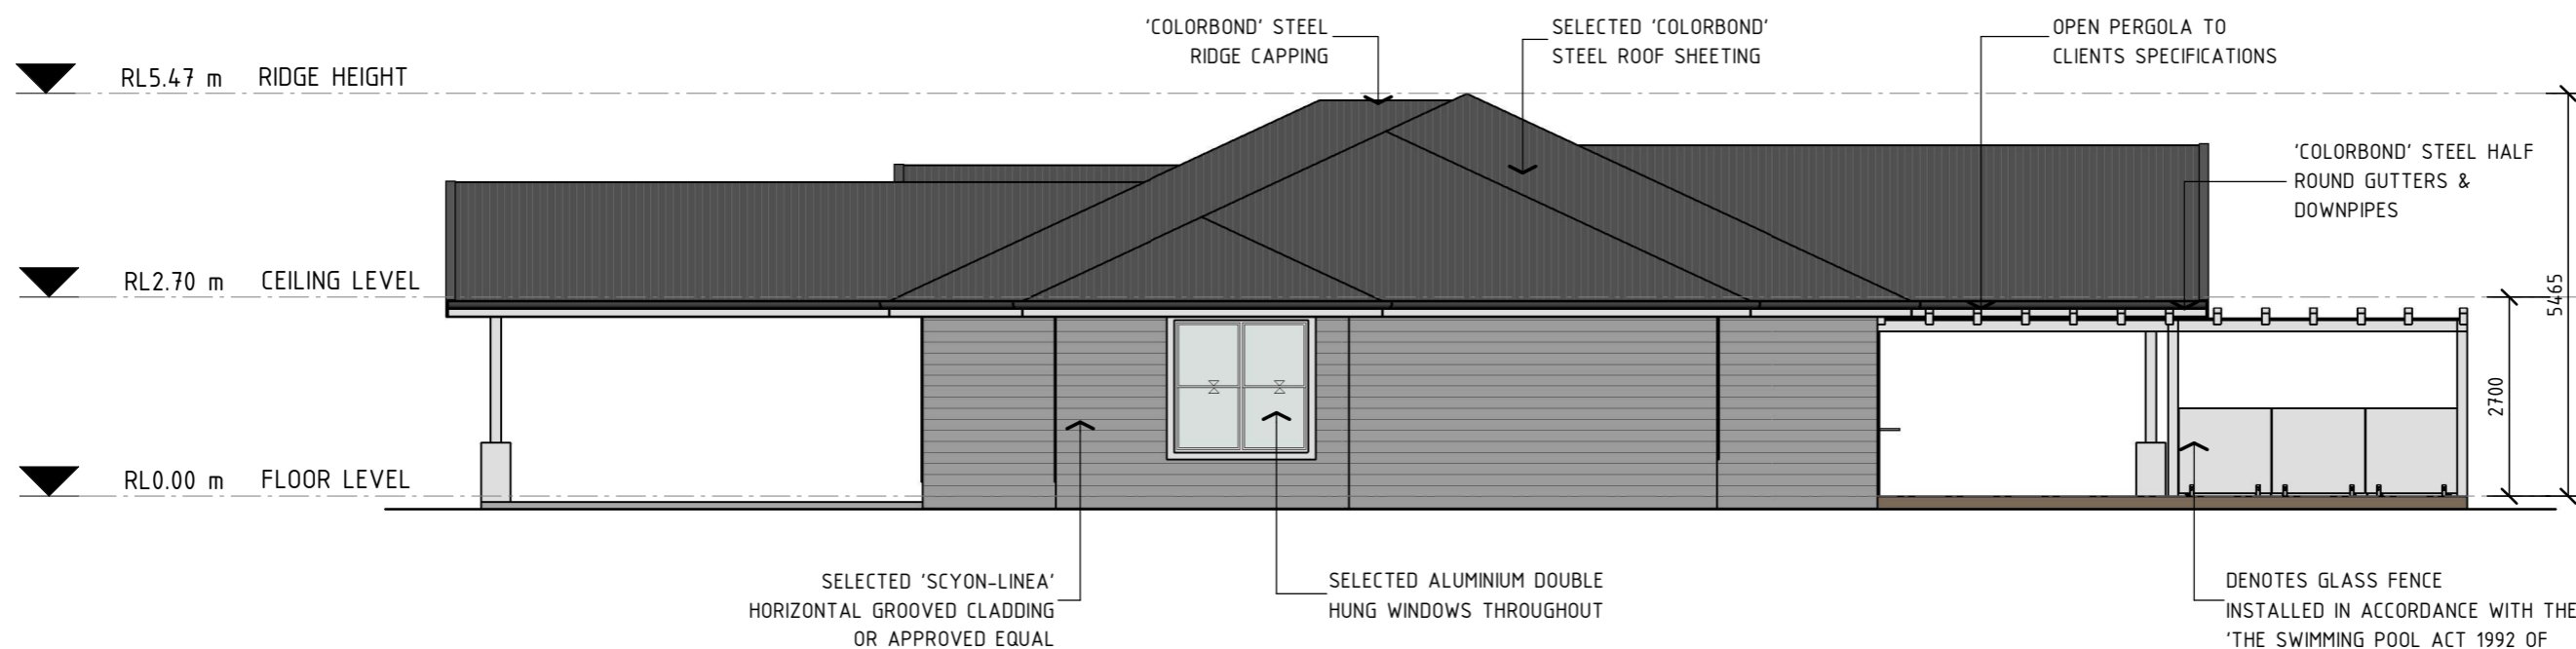 'COLORBOND' STEEL
RIDGE CAPPING
SELECTED 'COLORBOND'
STEEL ROOF SHEETING
OPEN PERGOLA TO
CLIENTS SPECIFICATIONS
RL5.47 m RIDGE HEIGHT
'COLORBOND' STEEL HALF
ROUND GUTTERS &
DOWNPIPES
RL2.70 m CEILING LEVEL
5465
2700
RL0.00 m FLOOR LEVEL
SELECTED 'SCYON-LINEA'
HORIZONTAL GROOVED CLADDING
OR APPROVED EQUAL
SELECTED ALUMINIUM DOUBLE
HUNG WINDOWS THROUGHOUT
DENOTES GLASS FENCE
INSTALLED IN ACCORDANCE WITH THE
'THE SWIMMING POOL ACT 1992 OF